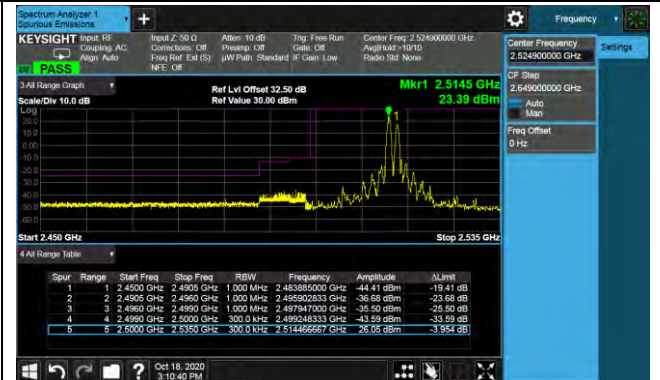 Spectrum Analyzer 1
Spurious Emissions
Frequency
KEYSIGHT Input: RF
Coupling: AC
Align: Auto
Input Z: 50 Ω
Corrections: Off
Freq Ref: Ext (S)
NFE: Off
Atten: 10 dB
Preamp: Off
µW Path: Standard
Trig: Free Run
Gate: Off
IF Gain: Low
Center Freq: 2.524900000 GHz
Avg|Hold:>10/10
Radio Std: None
PASS
3 All Range Graph
Scale/Div 10.0 dB
Ref Lvl Offset 32.50 dB
Ref Value 30.00 dBm
Mkr1 2.5145 GHz
23.39 dBm
Log
20.0
10.0
0.00
-10.0
-20.0
-30.0
-40.0
-50.0
-60.0
1
Start 2.450 GHz
Stop 2.535 GHz
4 All Range Table
Spur Range Start Freq Stop Freq RBW Frequency Amplitude ΔLimit
1 1 2.4500 GHz 2.4905 GHz 1.000 MHz 2.483885000 GHz -44.41 dBm -19.41 dB
2 2 2.4905 GHz 2.4960 GHz 1.000 MHz 2.495902833 GHz -36.68 dBm -23.68 dB
3 3 2.4960 GHz 2.4990 GHz 1.000 MHz 2.497947000 GHz -35.50 dBm -25.50 dB
4 4 2.4990 GHz 2.5000 GHz 300.0 kHz 2.499248333 GHz -43.59 dBm -33.59 dB
5 5 2.5000 GHz 2.5350 GHz 300.0 kHz 2.514466667 GHz 26.05 dBm -3.954 dB
Center Frequency
2.524900000 GHz
Settings
CF Step
2.649000000 GHz
Auto
Man
Freq Offset
0 Hz
?
Oct 18, 2020
3:10:40 PM